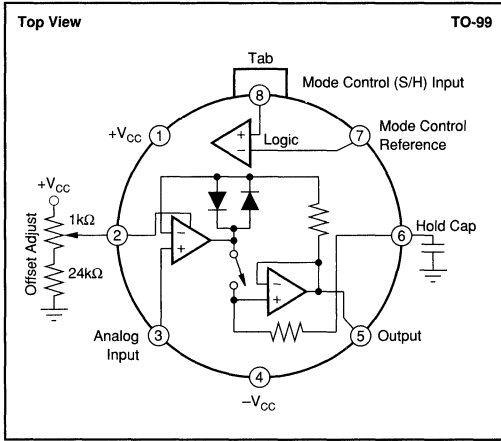 Top View
TO-99
Tab
Mode Control (S/H) Input
8
+VCC
1
+
−
Logic
7
Mode Control
Reference
+VCC
1kΩ
Offset Adjust
24kΩ
2
−
+
6
Hold Cap
−
+
Analog
Input
3
5
Output
4
−VCC